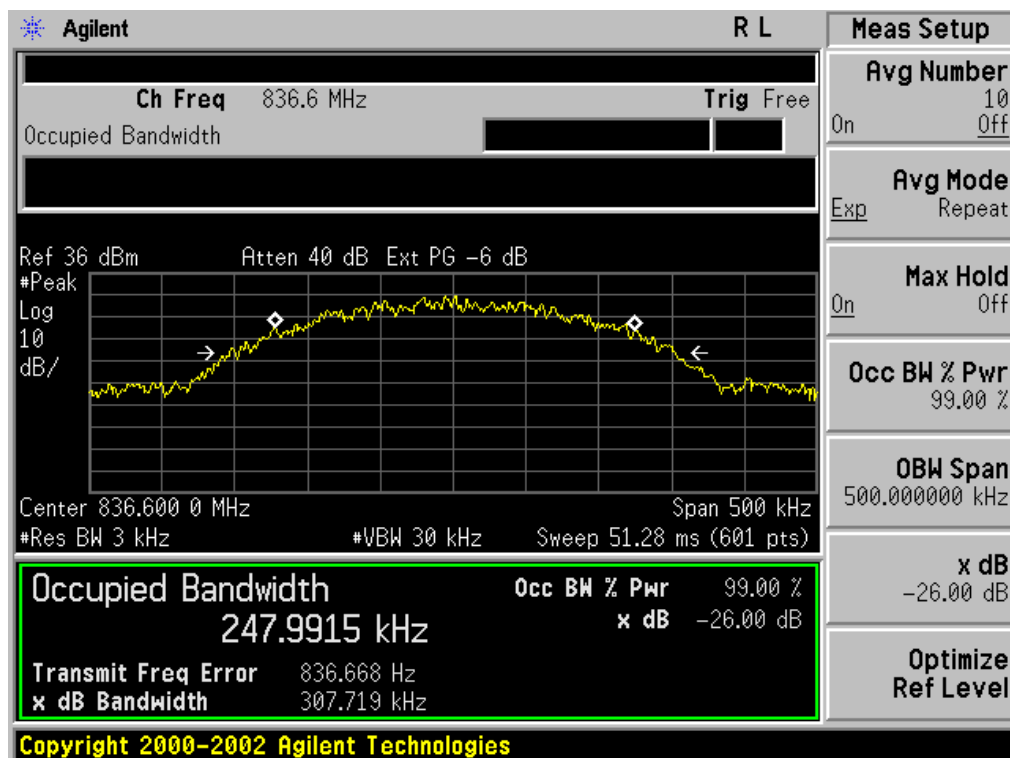 Agilent R L Meas Setup
Ch Freq 836.6 MHz Trig Free
Occupied Bandwidth
Avg Number
10
On Off
Avg Mode
Exp Repeat
Max Hold
On Off
Occ BW % Pwr
99.00 %
OBW Span
500.000000 kHz
x dB
-26.00 dB
Optimize
Ref Level
Ref 36 dBm Atten 40 dB Ext PG -6 dB
#Peak
Log
10
dB/
Center 836.600 0 MHz Span 500 kHz
#Res BW 3 kHz #VBW 30 kHz Sweep 51.28 ms (601 pts)
Occupied Bandwidth Occ BW % Pwr 99.00 %
247.9915 kHz x dB -26.00 dB
Transmit Freq Error 836.668 Hz
x dB Bandwidth 307.719 kHz
Copyright 2000-2002 Agilent Technologies